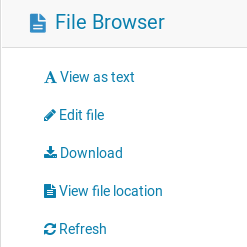 File Browser
View as text
Edit file
Download
View file location
Refresh